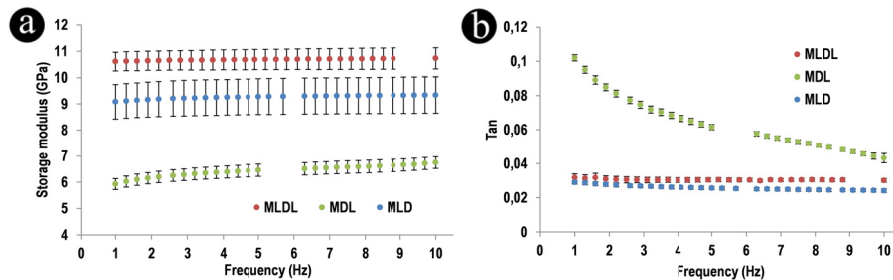 a
12
11
10
9
8
7
6
5
4
Storage modulus (GPa)
0 1 2 3 4 5 6 7 8 9 10
Frequency (Hz)
MLDL MDL MLD
b
0,12
0,1
0,08
0,06
0,04
0,02
0
Tan
0 1 2 3 4 5 6 7 8 9 10
Frequency (Hz)
MLDL
MDL
MLD